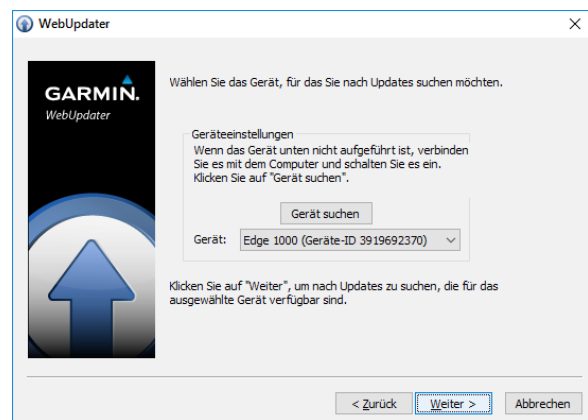 WebUpdater
GARMIN.
WebUpdater
Wählen Sie das Gerät, für das Sie nach Updates suchen möchten.
Geräteeinstellungen
Wenn das Gerät unten nicht aufgeführt ist, verbinden
Sie es mit dem Computer und schalten Sie es ein.
Klicken Sie auf "Gerät suchen".
Gerät suchen
Gerät: Edge 1000 (Geräte-ID 3919692370)
Klicken Sie auf "Weiter", um nach Updates zu suchen, die für das
ausgewählte Gerät verfügbar sind.
< Zurück Weiter > Abbrechen